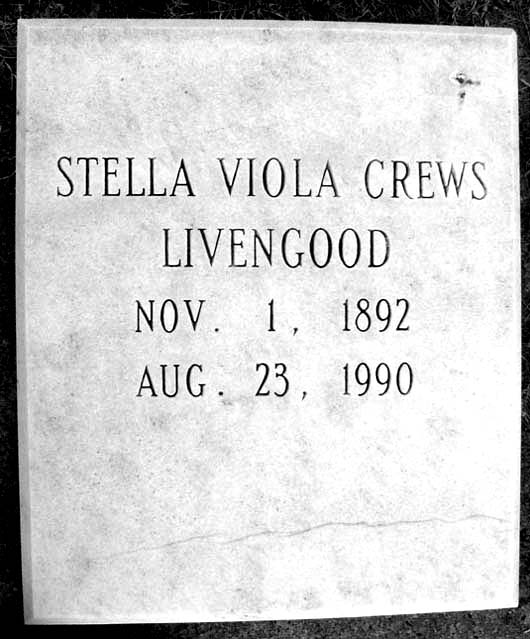 STELLA VIOLA CREWS
LIVENGOOD
NOV. 1, 1892
AUG. 23, 1990